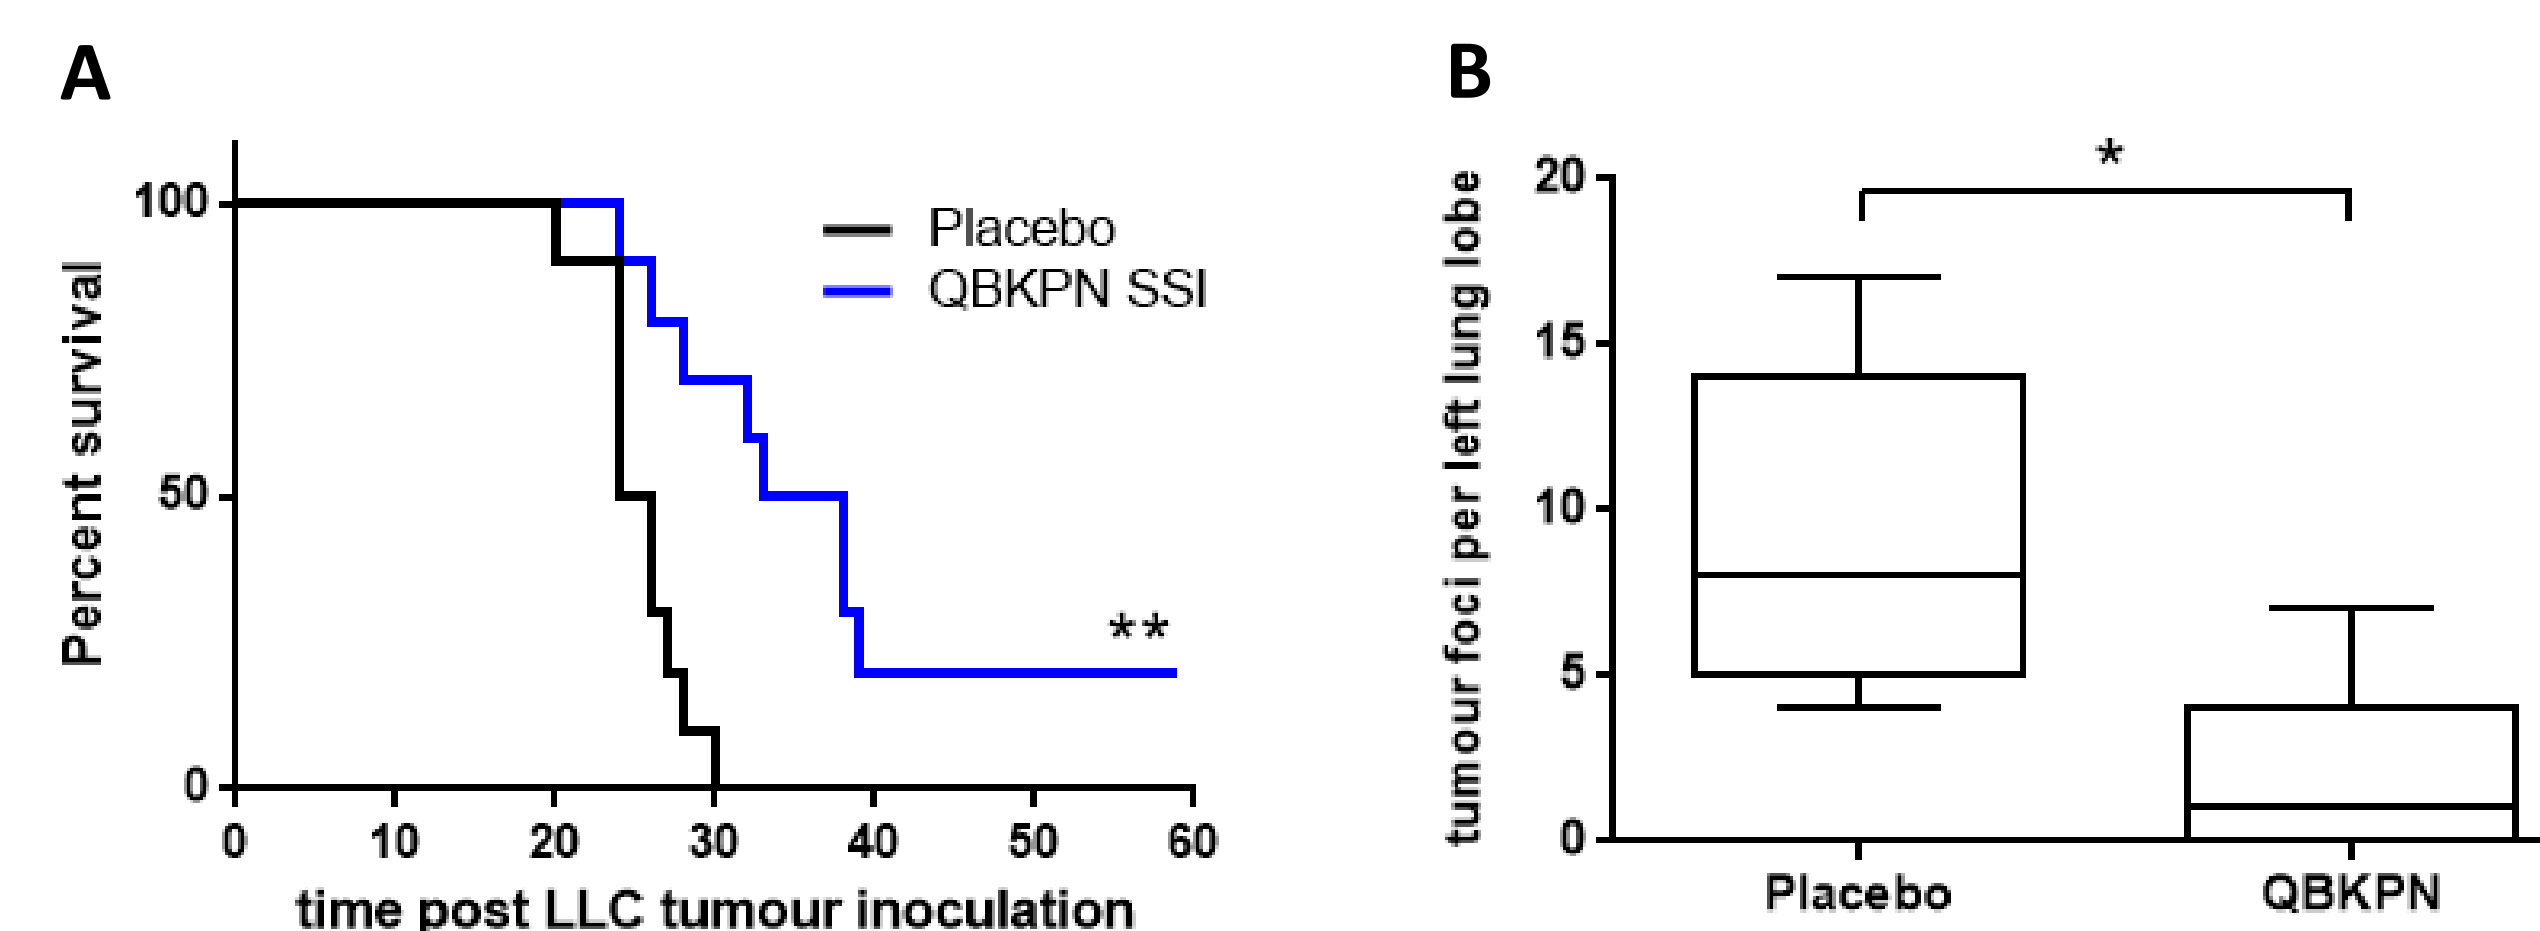 A
100
50
0
0 10 20 30 40 50 60
Percent survival
time post LLC tumour inoculation
Placebo
QBKPN SSI
**
B
20
15
10
5
0
tumour foci per left lung lobe
*
Placebo QBKPN